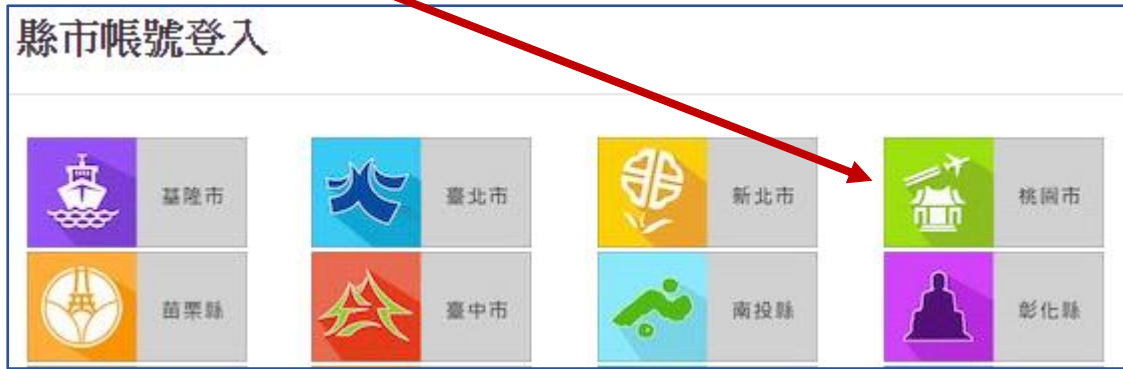 縣市帳號登入
基隆市
臺北市
新北市
桃園市
苗栗縣
臺中市
南投縣
彰化縣